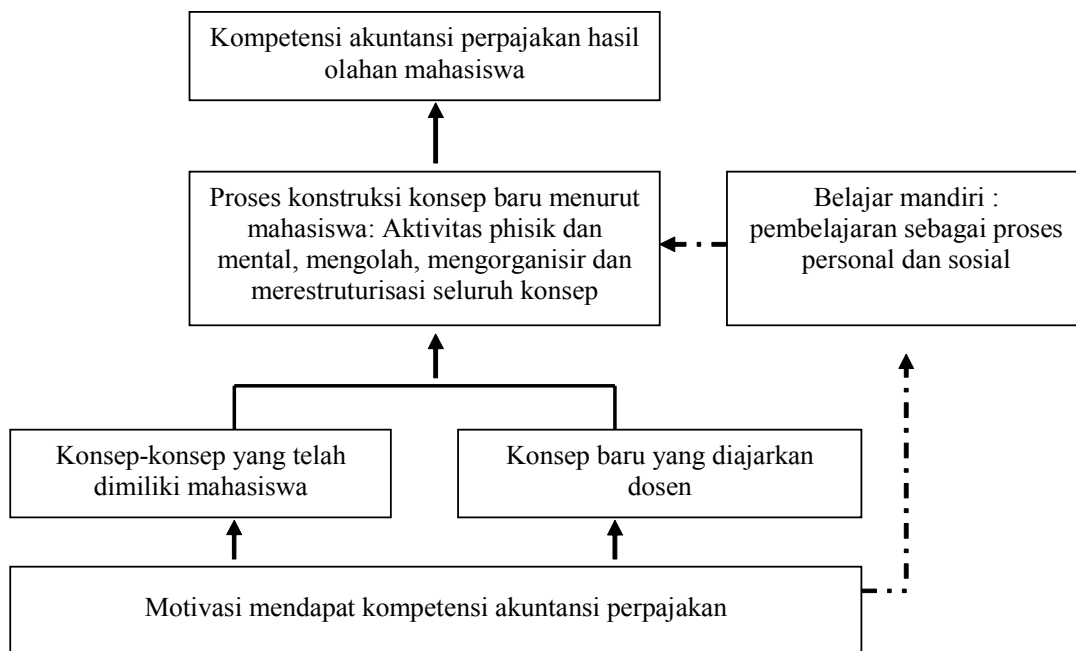 Kompetensi akuntansi perpajakan hasil
olahan mahasiswa
Proses konstruksi konsep baru menurut
mahasiswa: Aktivitas phisik dan
mental, mengolah, mengorganisir dan
merestruturisasi seluruh konsep
Belajar mandiri :
pembelajaran sebagai proses
personal dan sosial
Konsep-konsep yang telah
dimiliki mahasiswa
Konsep baru yang diajarkan
dosen
Motivasi mendapat kompetensi akuntansi perpajakan